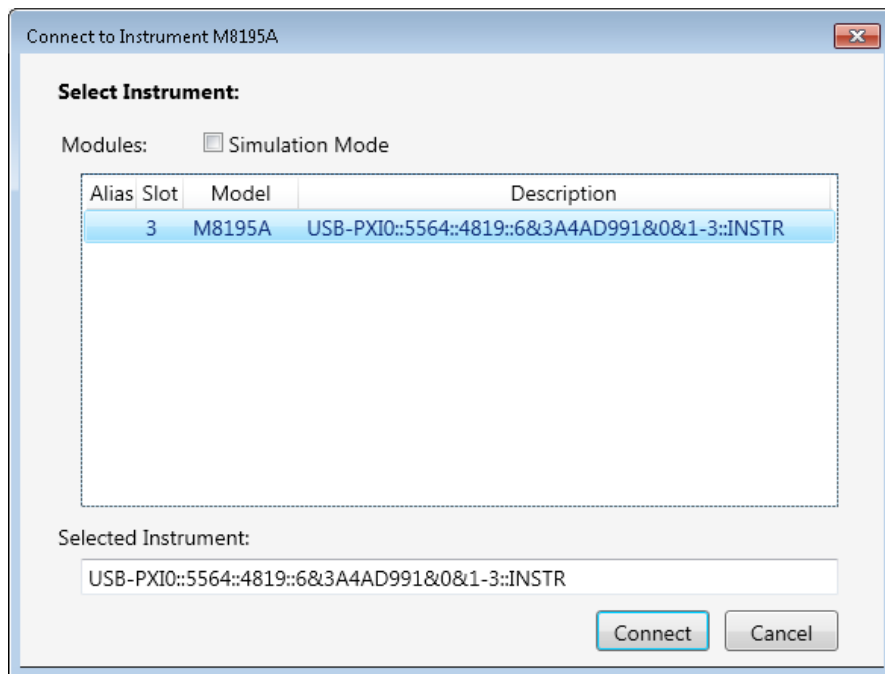 Connect to Instrument M8195A
Select Instrument:
Modules: Simulation Mode
Alias Slot Model Description
3 M8195A USB-PXI0::5564::4819::6&3A4AD991&0&1-3::INSTR
Selected Instrument:
USB-PXI0::5564::4819::6&3A4AD991&0&1-3::INSTR
Connect Cancel